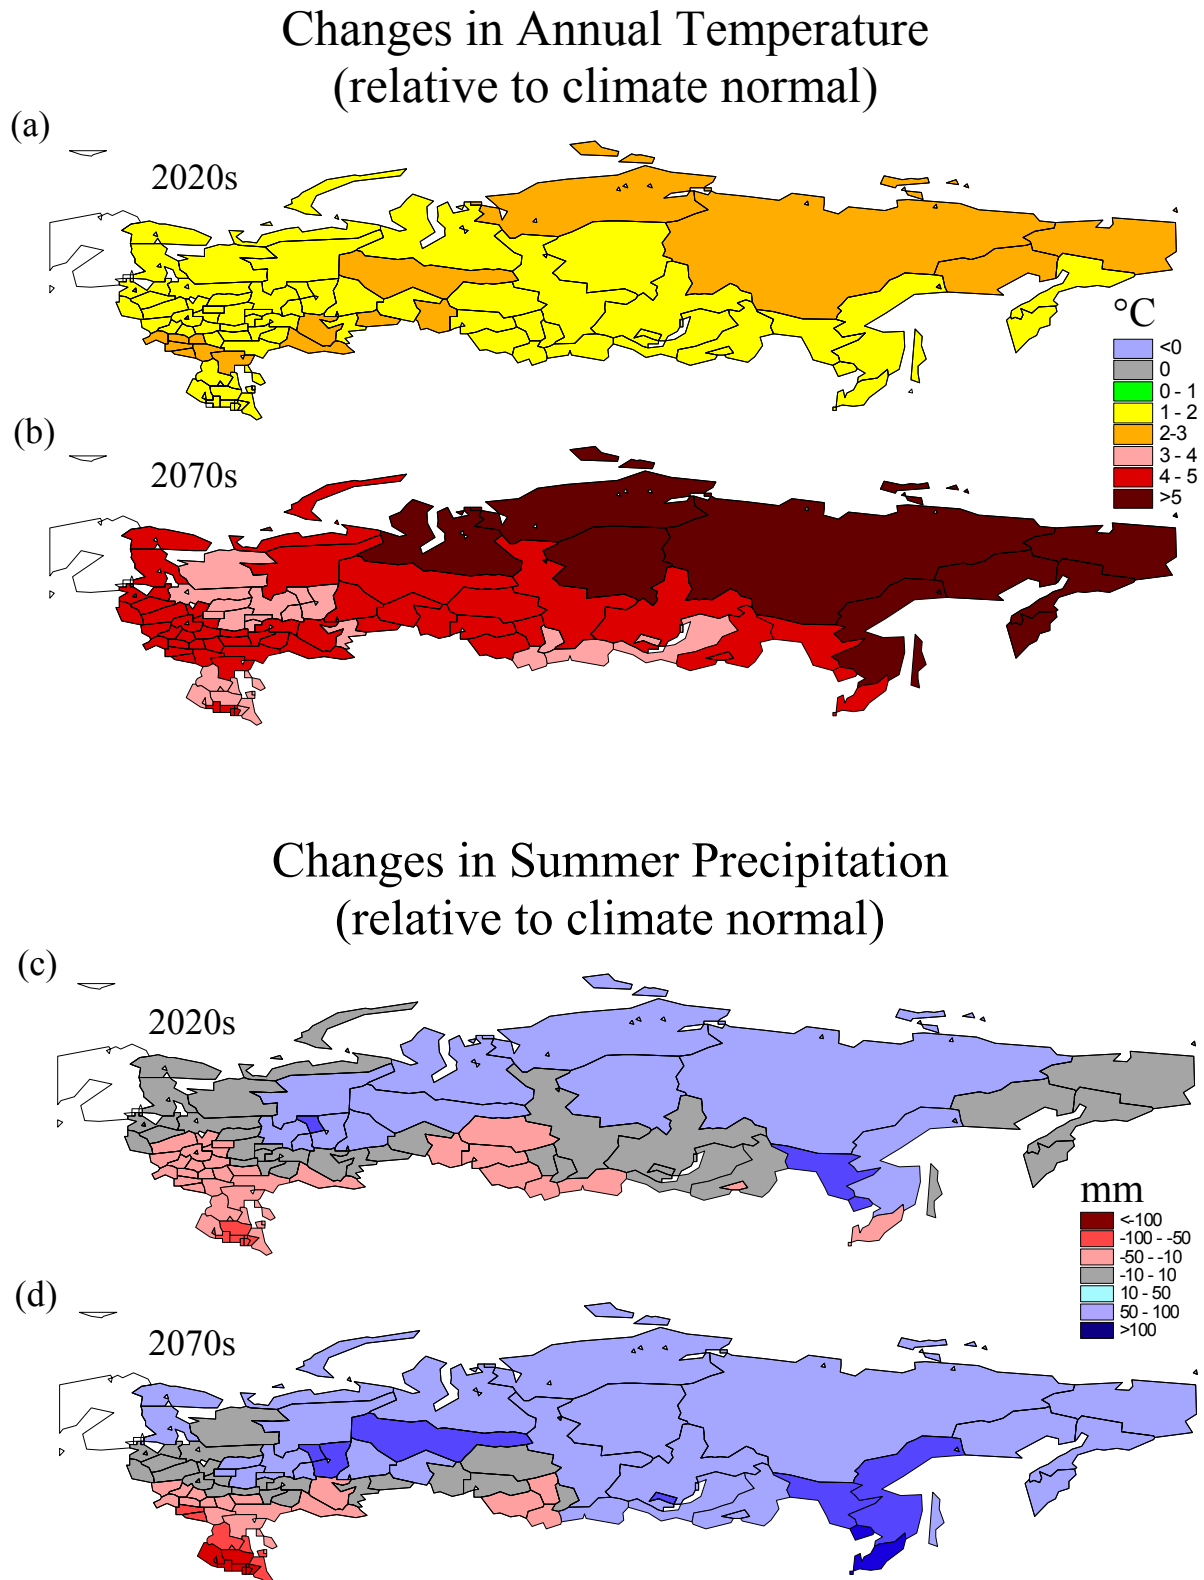 Changes in Annual Temperature
(relative to climate normal)
(a)
2020s
°C
<0
0
0 - 1
1 - 2
2-3
3 - 4
4 - 5
>5
(b)
2070s
Changes in Summer Precipitation
(relative to climate normal)
(c)
2020s
mm
<-100
-100 - -50
-50 - -10
-10 - 10
10 - 50
50 - 100
>100
(d)
2070s